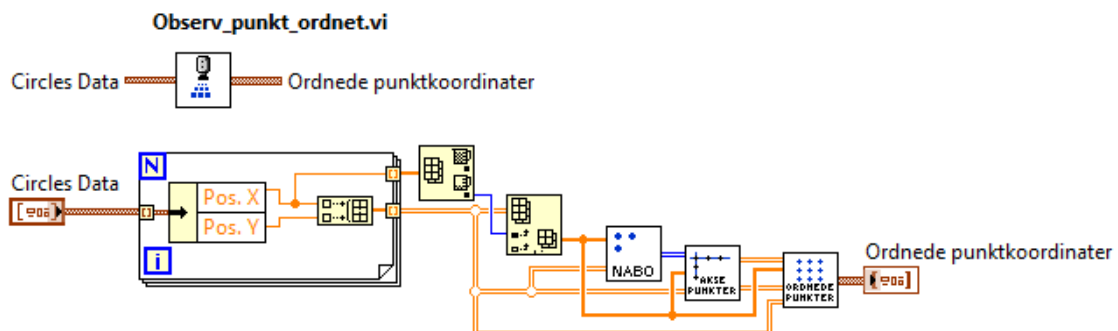 Observ_punkt_ordnet.vi
Circles Data
Ordnede punktkoordinater
Circles Data
N
Pos. X
Pos. Y
i
NABO
AKSE
PUNKTER
ORDNEDE
PUNKTER
Ordnede punktkoordinater